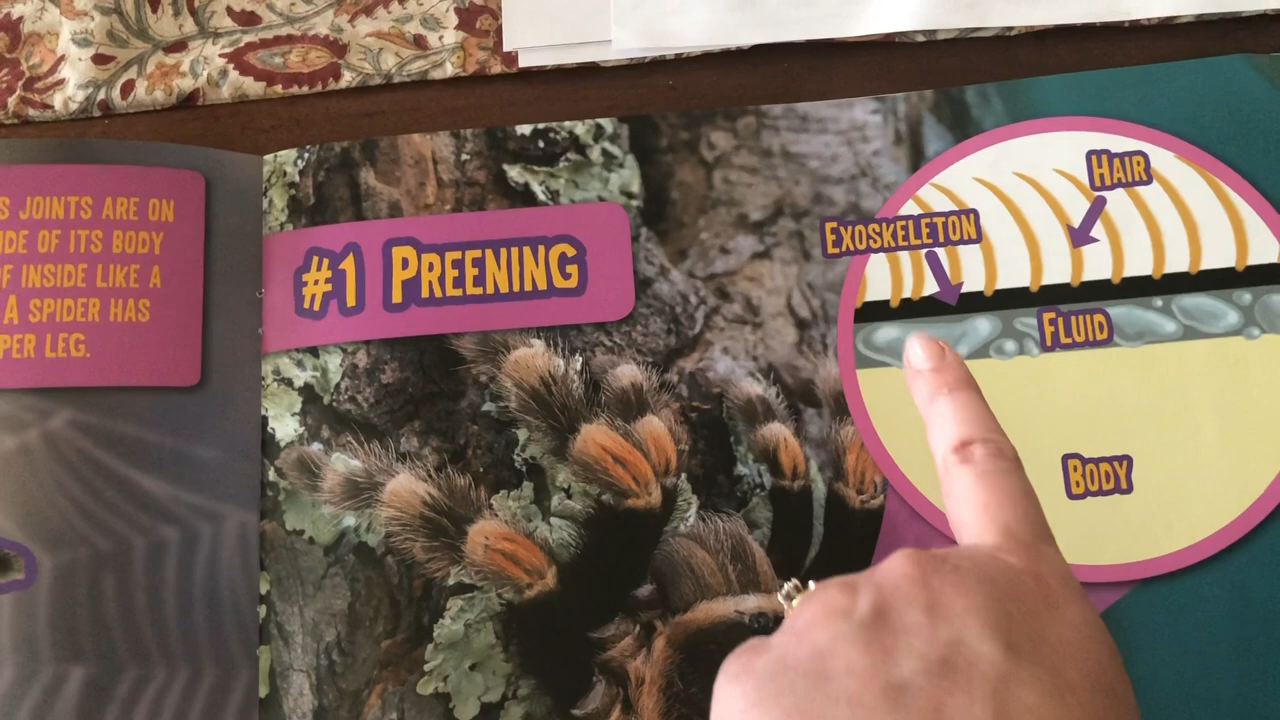 S JOINTS ARE ON
IDE OF ITS BODY
OF INSIDE LIKE A
A SPIDER HAS
PER LEG.
#1 PREENING
HAIR
EXOSKELETON
FLUID
BODY